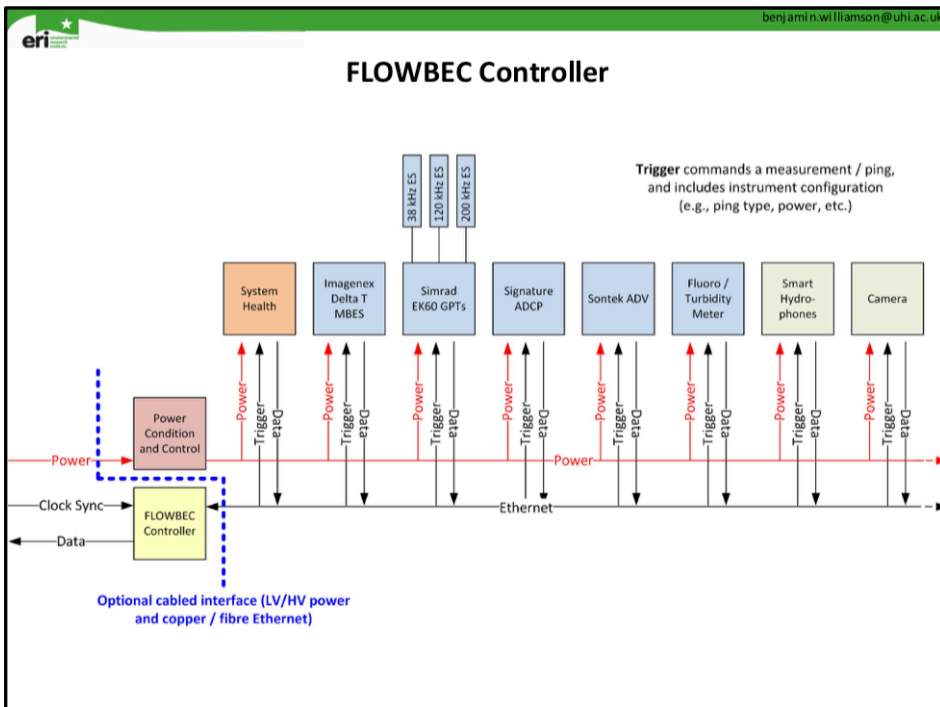 benjamin.williamson@uhi.ac.uk
eri
environmental
research
institute
FLOWBEC Controller
38 kHz ES
120 kHz ES
200 kHz ES
Trigger commands a measurement / ping,
and includes instrument configuration
(e.g., ping type, power, etc.)
System
Health
Imagenex
Delta T
MBES
Simrad
EK60 GPTs
Signature
ADCP
Sontek ADV
Fluoro /
Turbidity
Meter
Smart
Hydro-
phones
Camera
Power
Trigger
Data
Power
Trigger
Data
Power
Trigger
Data
Power
Trigger
Data
Power
Trigger
Data
Power
Trigger
Data
Power
Trigger
Data
Power
Trigger
Data
Power
Condition
and Control
Power
Power
Clock Sync
FLOWBEC
Controller
Ethernet
Data
Optional cabled interface (LV/HV power
and copper / fibre Ethernet)